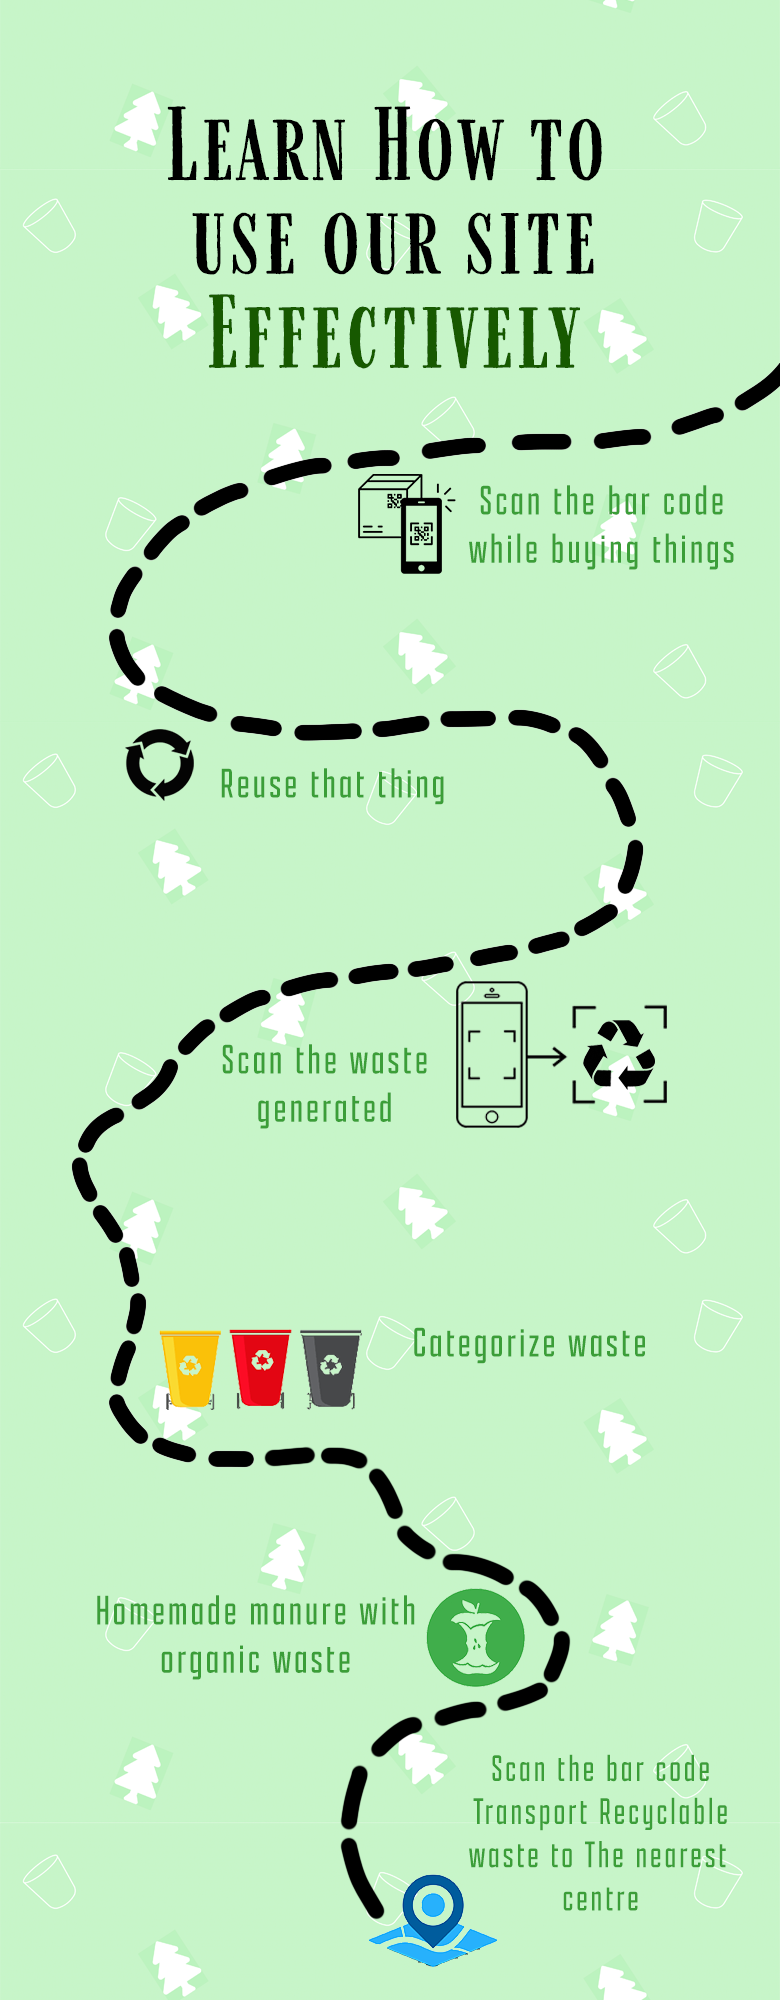 Learn How to
use our site
Effectively
Scan the bar code
while buying things
Reuse that thing
Scan the waste
generated
Categorize waste
Homemade manure with
organic waste
Scan the bar code
Transport Recyclable
waste to The nearest
centre